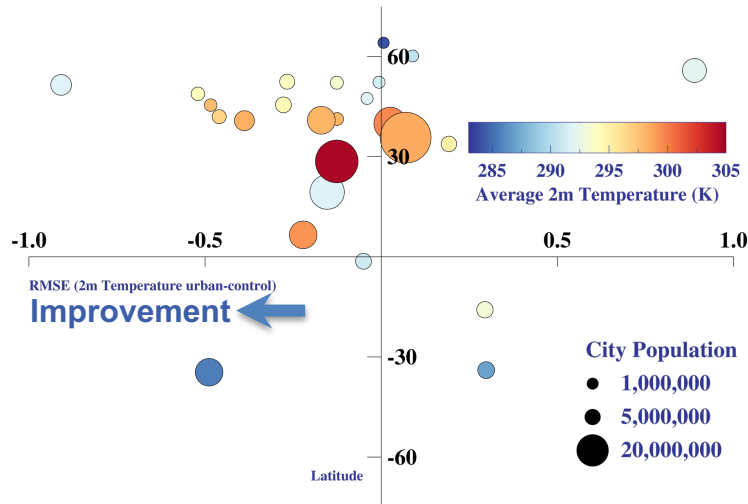 60
30
285 290 295 300 305
Average 2m Temperature (K)
-1.0 -0.5 0.5 1.0
RMSE (2m Temperature urban-control)
Improvement
-30
City Population
1,000,000
5,000,000
20,000,000
-60
Latitude